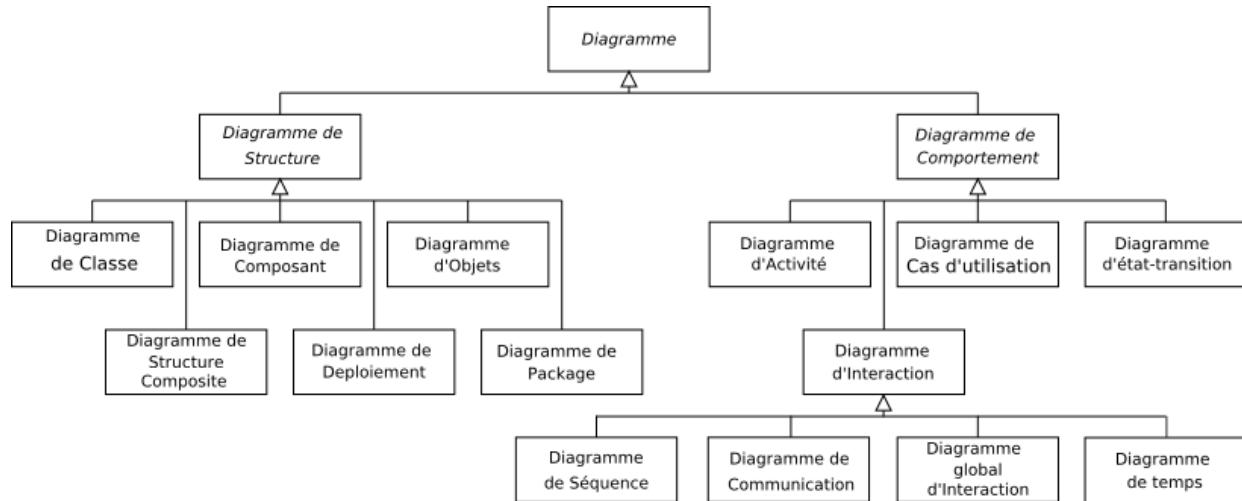 Diagramme
Diagramme de
Structure
Diagramme de
Comportement
Diagramme
de Classe
Diagramme de
Composant
Diagramme
d'Objets
Diagramme
d'Activité
Diagramme de
Cas d'utilisation
Diagramme
d'état-transition
Diagramme de
Structure
Composite
Diagramme de
Deploiement
Diagramme de
Package
Diagramme
d'Interaction
Diagramme
de Séquence
Diagramme de
Communication
Diagramme
global
d'Interaction
Diagramme
de temps